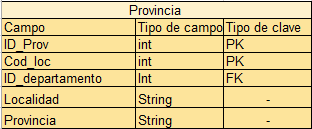 Provincia
Campo Tipo de campo Tipo de clave
ID_Prov int PK
Cod_loc int PK
ID_departamento Int FK
Localidad String -
Provincia String -